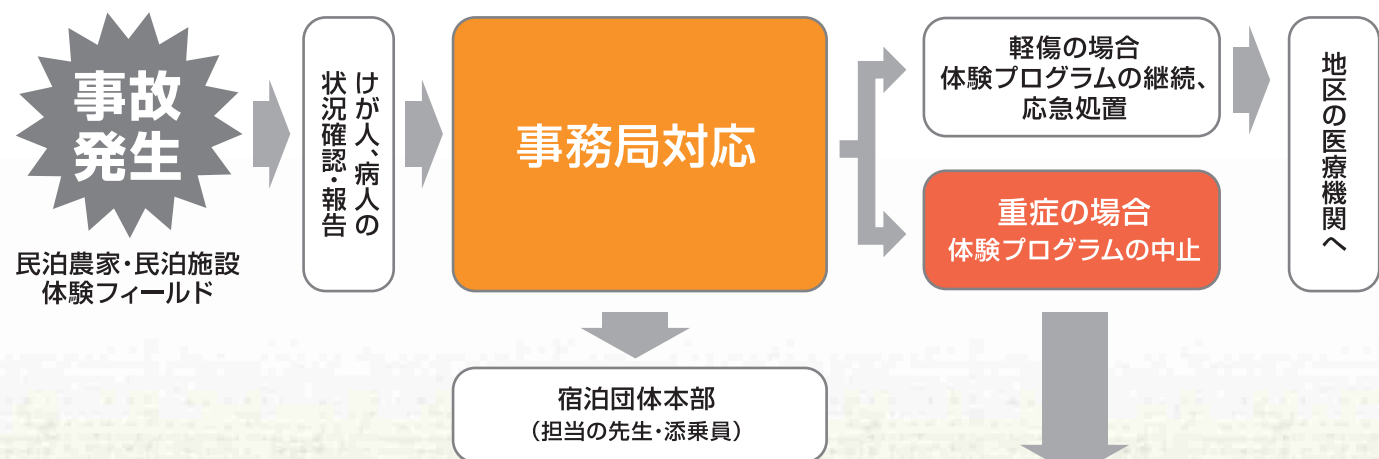 事故
発生
民泊農家・民泊施設
体験フィールド
けが人、病人の
状況確認・報告
事務局対応
軽傷の場合
体験プログラムの継続、
応急処置
重症の場合
体験プログラムの中止
地区の医療機関へ
宿泊団体本部
（担当の先生・添乗員）